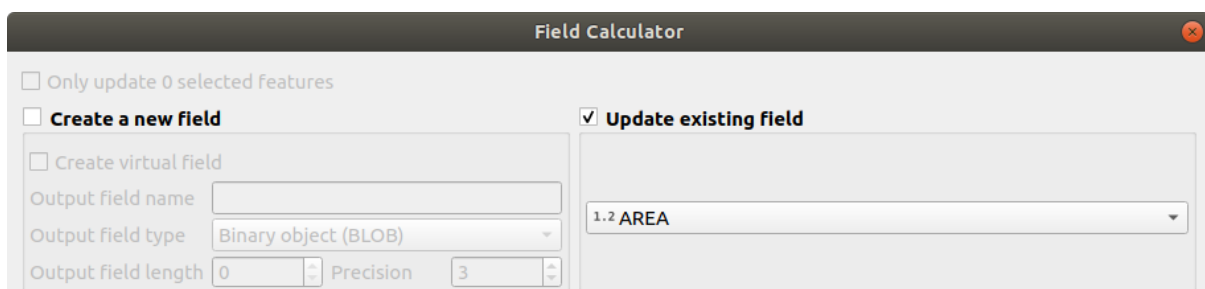 Field Calculator
Only update 0 selected features
Create a new field
Update existing field
Create virtual field
Output field name
1.2 AREA
Output field type Binary object (BLOB)
Output field length 0 Precision 3